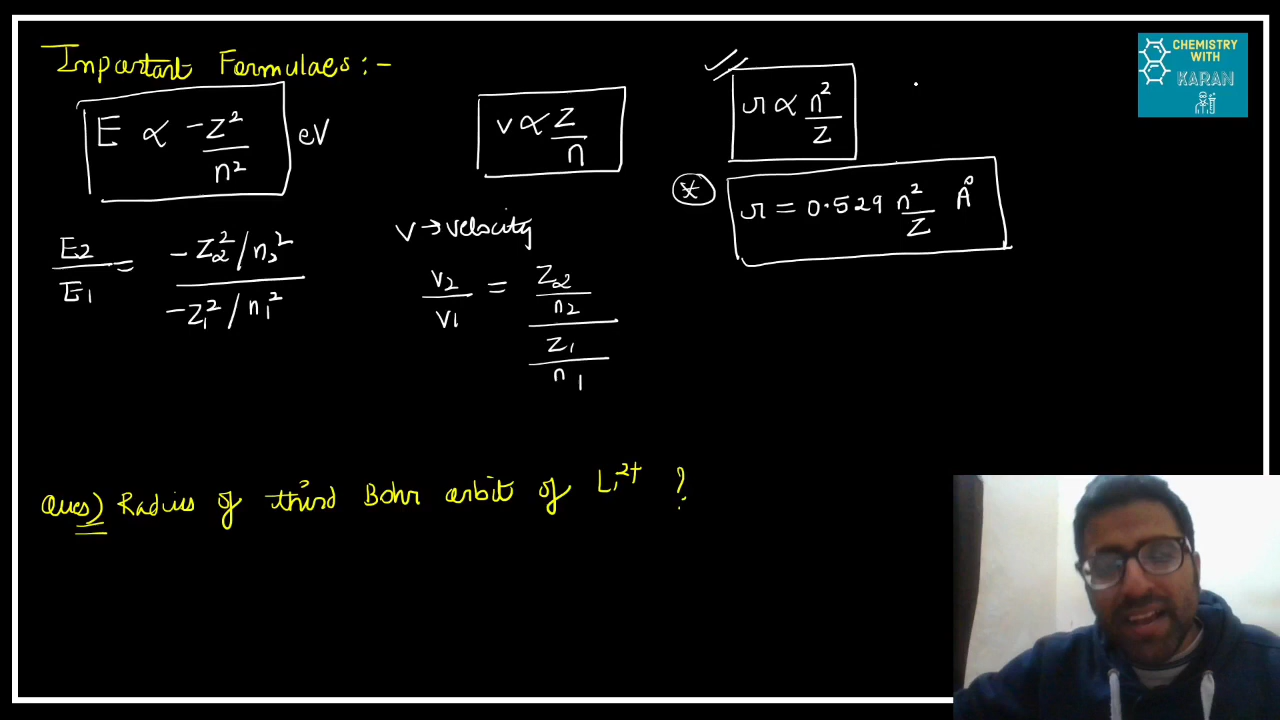 Important Formulaes :-
E ∝ -Z²/n² eV
E2/E1 = -Z2²/n2² / -Z1²/n1²
v ∝ Z/n
v → velocity
v2/v1 = Z2/n2 / Z1/n1
r ∝ n²/Z
* r = 0.529 n²/Z Å
Ques) Radius of third Bohr orbit of Li²⁺ ?
CHEMISTRY
WITH
KARAN